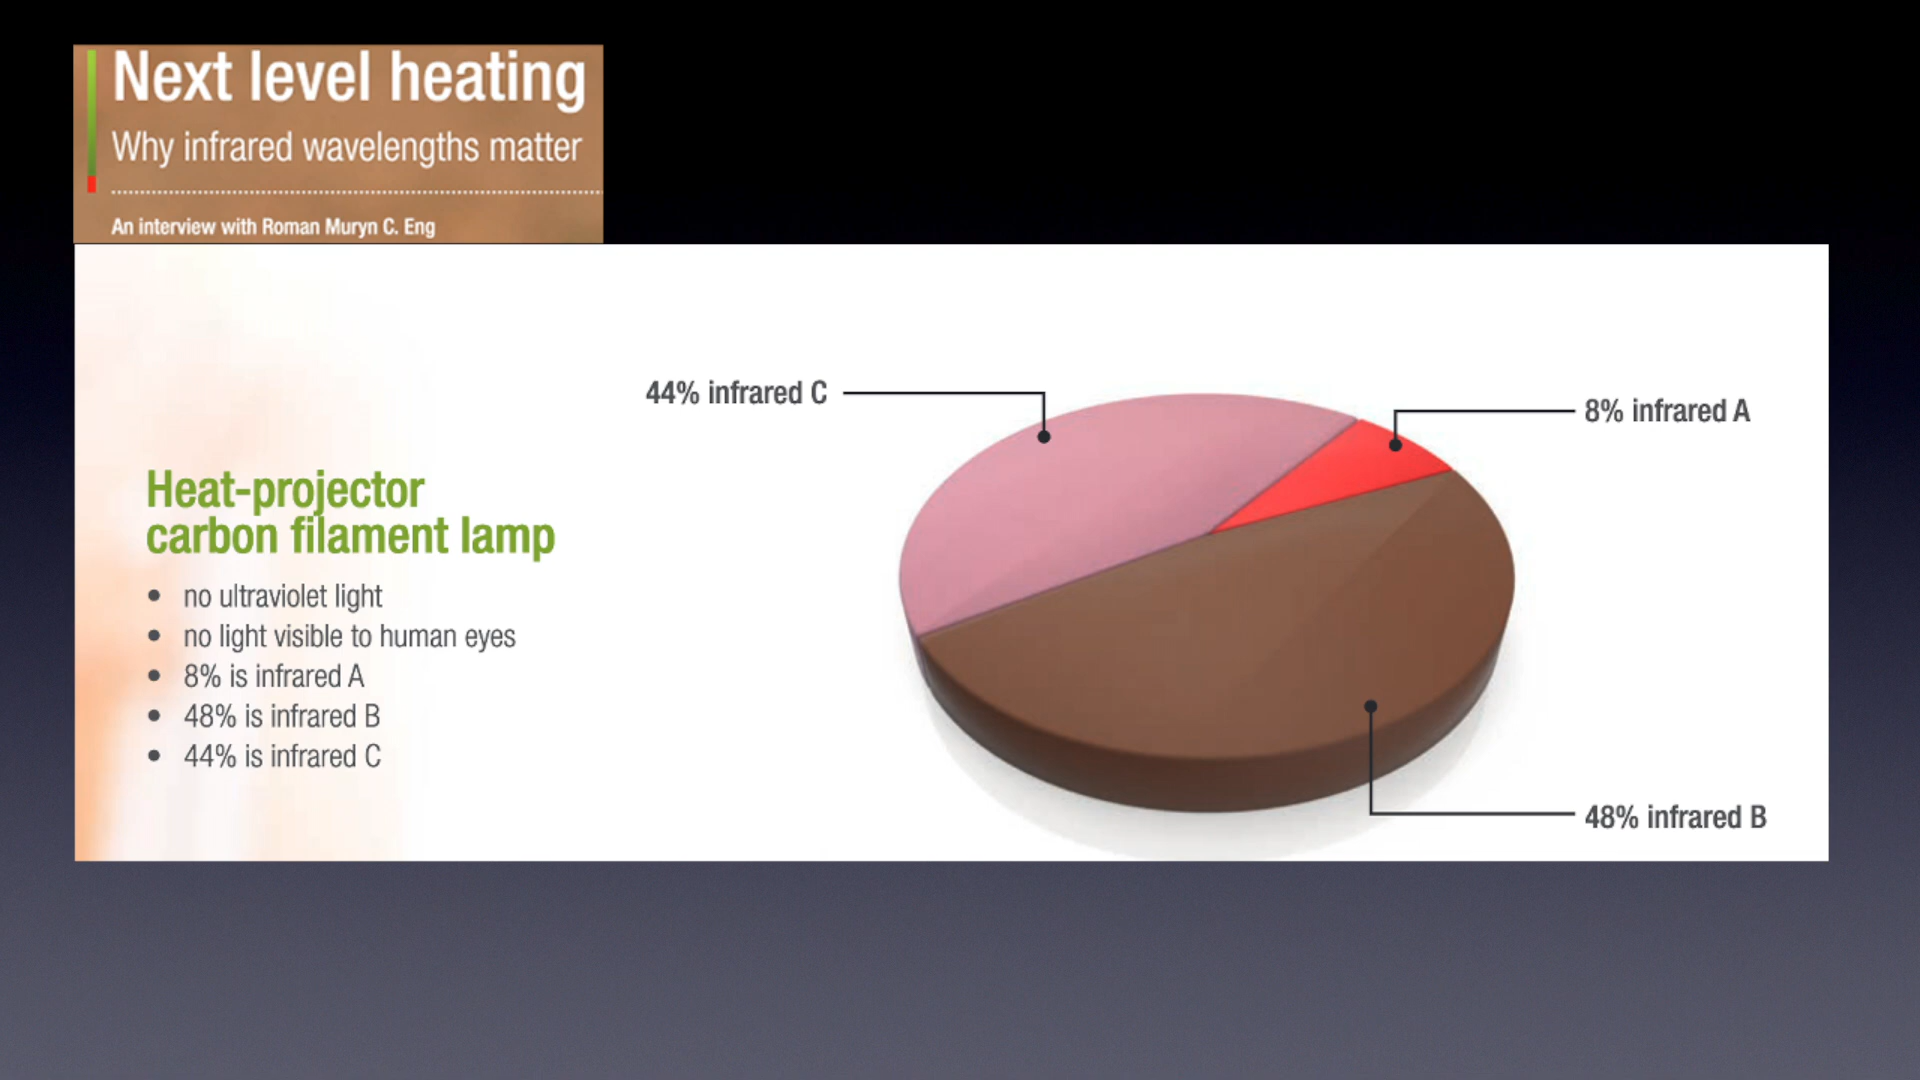 Next level heating
Why infrared wavelengths matter
An interview with Roman Muryn C. Eng
44% infrared C
8% infrared A
Heat-projector
carbon filament lamp
• no ultraviolet light
• no light visible to human eyes
• 8% is infrared A
• 48% is infrared B
• 44% is infrared C
48% infrared B